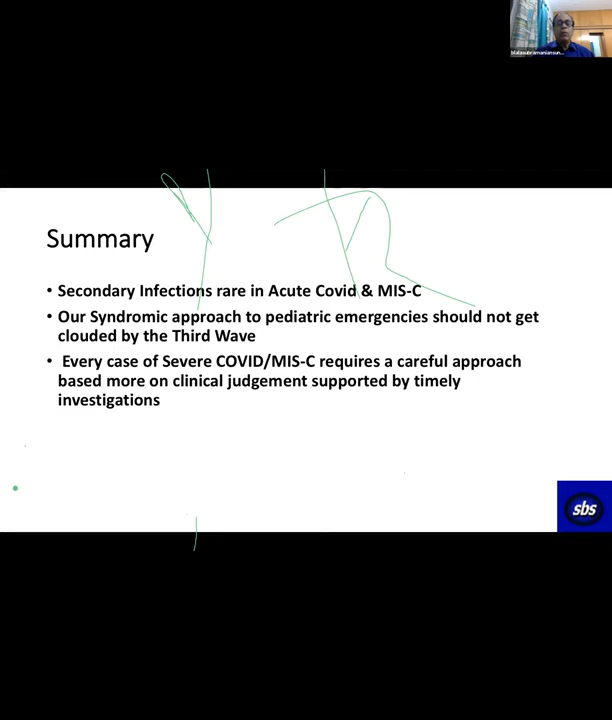 blalasubramaniansun...
Summary
• Secondary Infections rare in Acute Covid & MIS-C
• Our Syndromic approach to pediatric emergencies should not get
clouded by the Third Wave
• Every case of Severe COVID/MIS-C requires a careful approach
based more on clinical judgement supported by timely
investigations
sbs